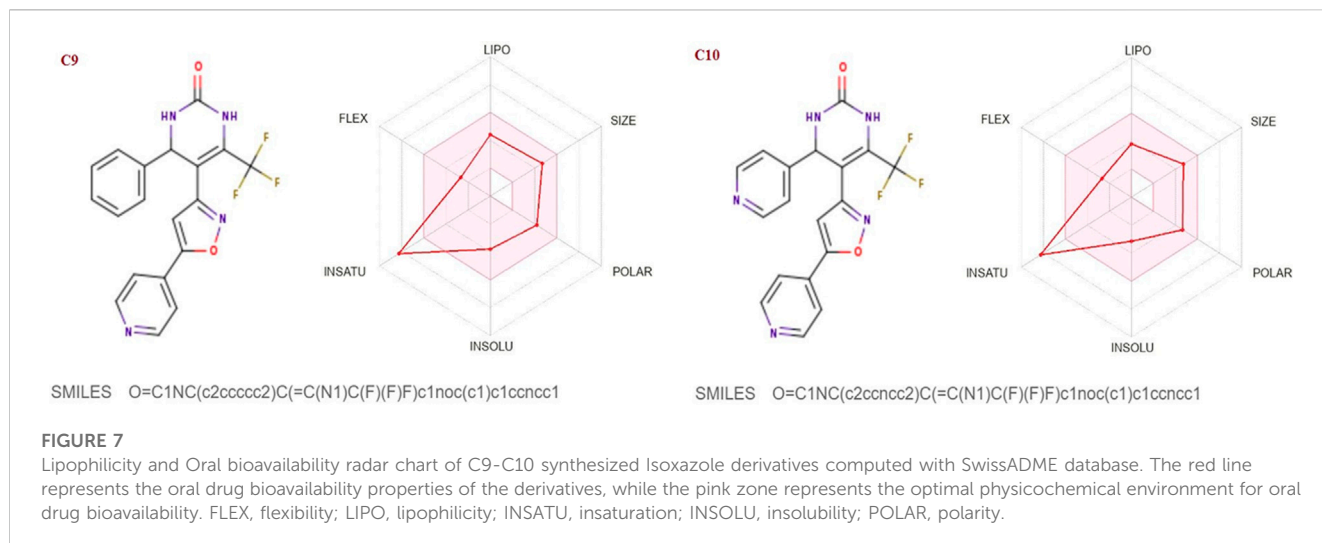 C9
O
HN
NH
F
F
F
N
O
N
LIPO
FLEX
SIZE
INSATU
POLAR
INSOLU
SMILES O=C1NC(c2ccccc2)C(=C(N1)C(F)(F)F)c1noc(c1)c1ccncc1
C10
O
HN
NH
F
F
F
N
N
O
N
LIPO
FLEX
SIZE
INSATU
POLAR
INSOLU
SMILES O=C1NC(c2ccncc2)C(=C(N1)C(F)(F)F)c1noc(c1)c1ccncc1
FIGURE 7
Lipophilicity and Oral bioavailability radar chart of C9-C10 synthesized Isoxazole derivatives computed with SwissADME database. The red line
represents the oral drug bioavailability properties of the derivatives, while the pink zone represents the optimal physicochemical environment for oral
drug bioavailability. FLEX, flexibility; LIPO, lipophilicity; INSATU, insaturation; INSOLU, insolubility; POLAR, polarity.